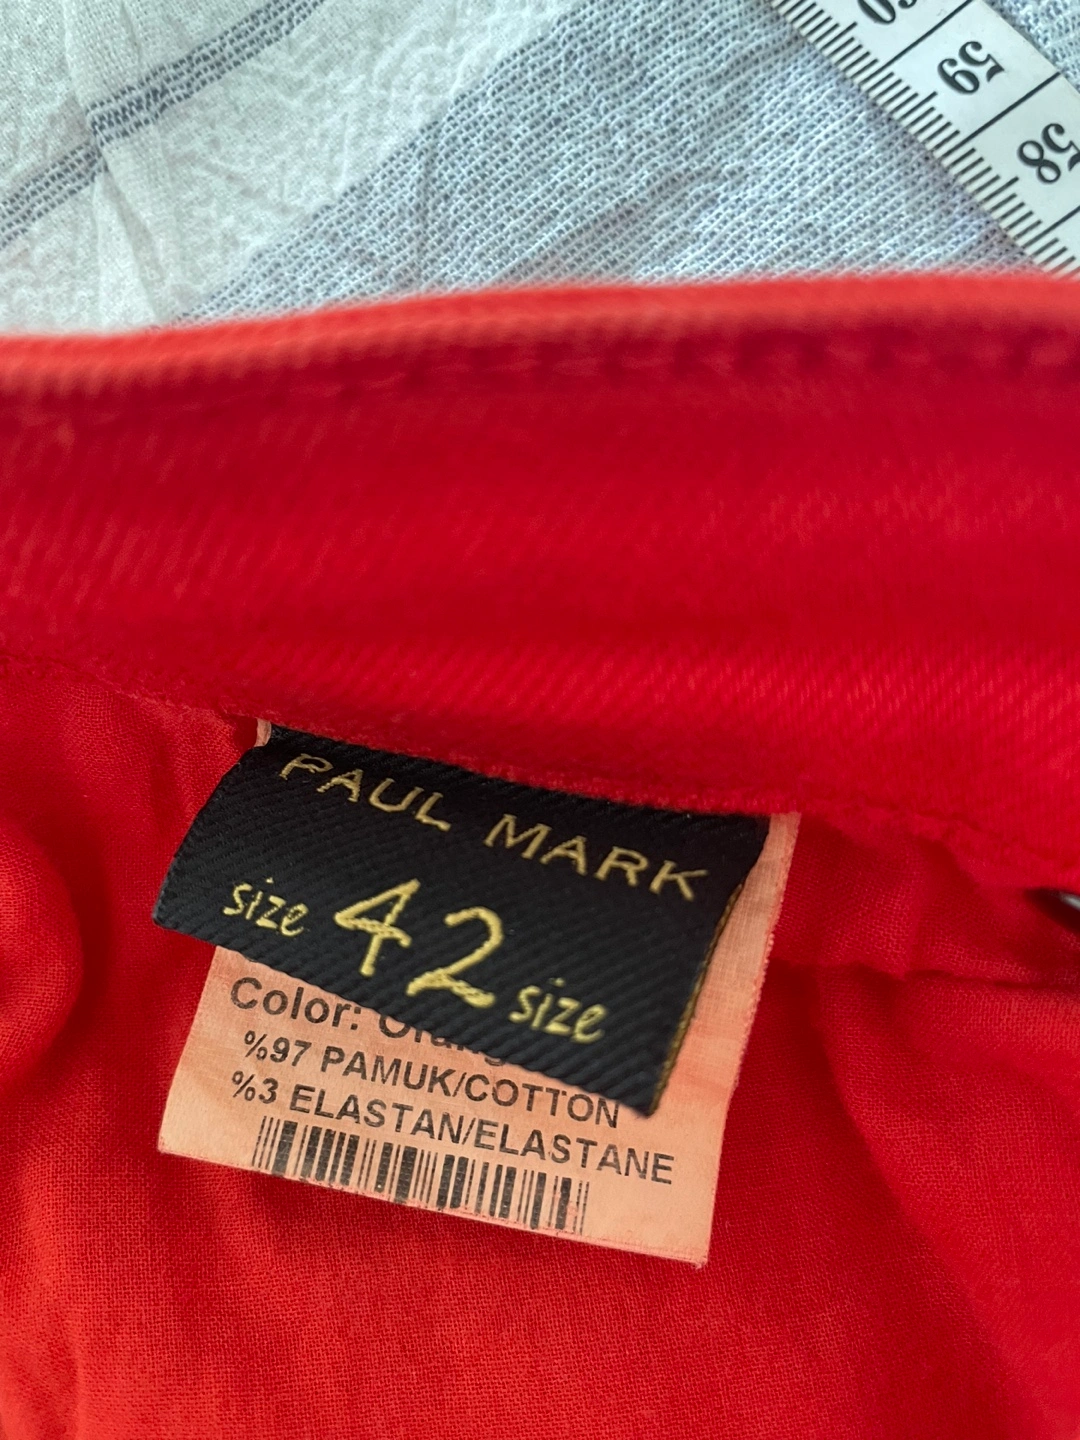 59
58
PAUL MARK
size 42 size
Color:
%97 PAMUK/COTTON
%3 ELASTAN/ELASTANE